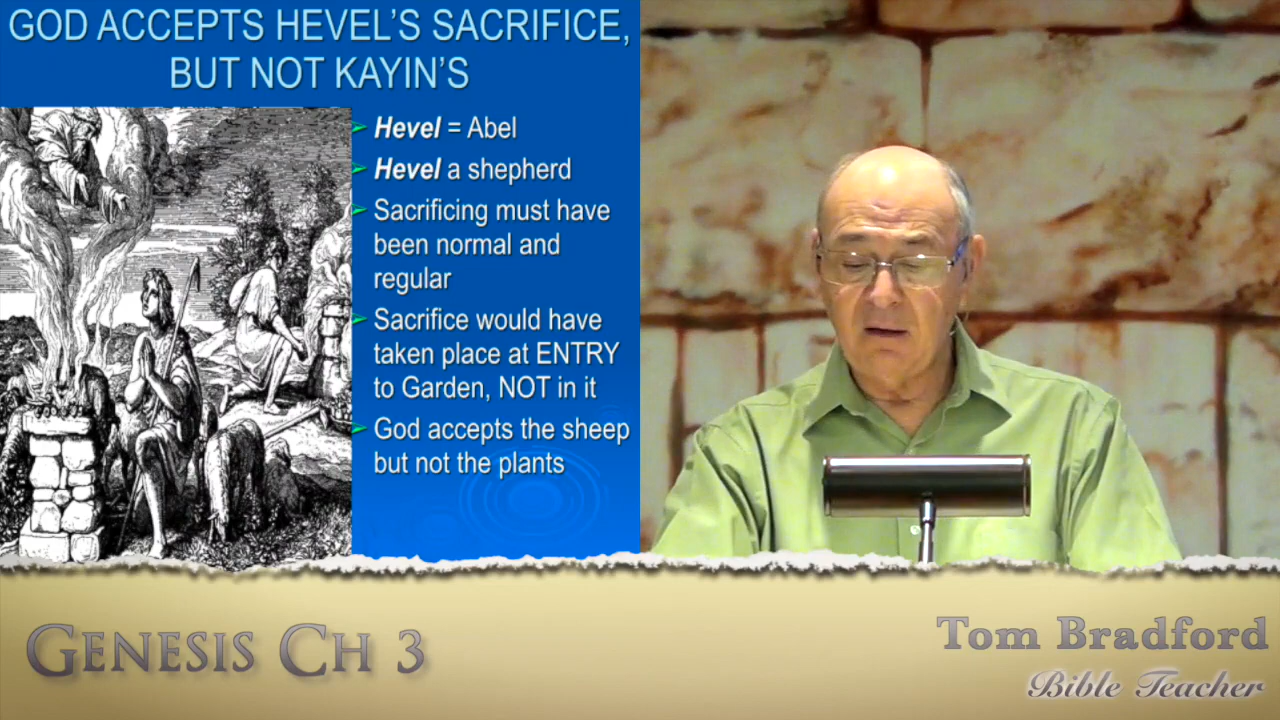 GOD ACCEPTS HEVEL'S SACRIFICE,
BUT NOT KAYIN'S
Hevel = Abel
Hevel a shepherd
Sacrificing must have
been normal and
regular
Sacrifice would have
taken place at ENTRY
to Garden, NOT in it
God accepts the sheep
but not the plants
GENESIS CH 3
Tom Bradford
Bible Teacher